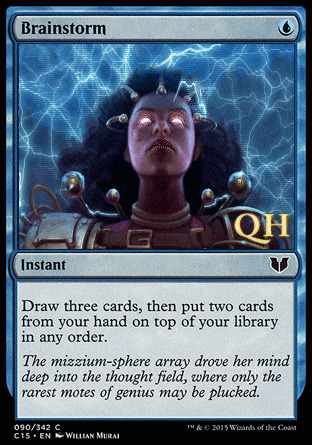 Brainstorm
QH
Instant
Draw three cards, then put two cards
from your hand on top of your library
in any order.
The mizzium-sphere array drove her mind
deep into the thought field, where only the
rarest motes of genius may be plucked.
090/342 C
C15 • EN Willian Murai
™ & © 2015 Wizards of the Coast